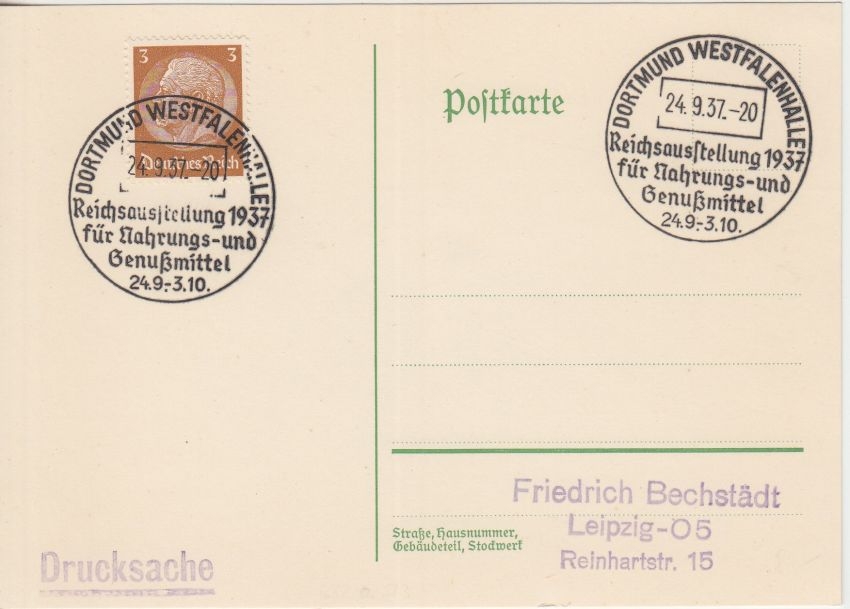 3 3
Deutsches Reich
DORTMUND WESTFALENHALLE
24.9.37.-20
Reichsausſtellung 1937
für Nahrungs-und
Genußmittel
24.9.-3.10.
Poſtkarte
DORTMUND WESTFALENHALLE
24.9.37.-20
Reichsausſtellung 1937
für Nahrungs-und
Genußmittel
24.9.-3.10.
Friedrich Bechstädt
Leipzig-O5
Reinhartstr. 15
Straße, Hausnummer,
Gebäudeteil, Stockwerk
Drucksache